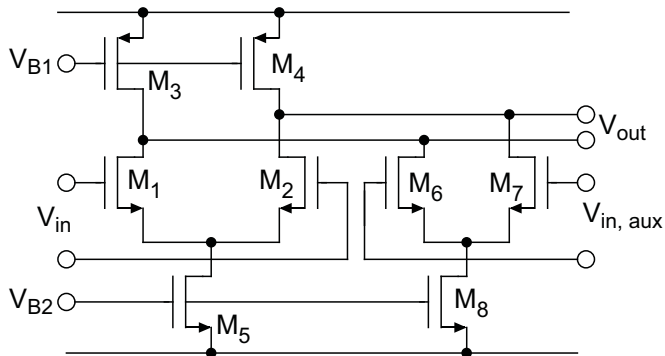 V_B1
M_3
M_4
V_out
M_1
M_2
M_6
M_7
V_in
V_in, aux
V_B2
M_5
M_8